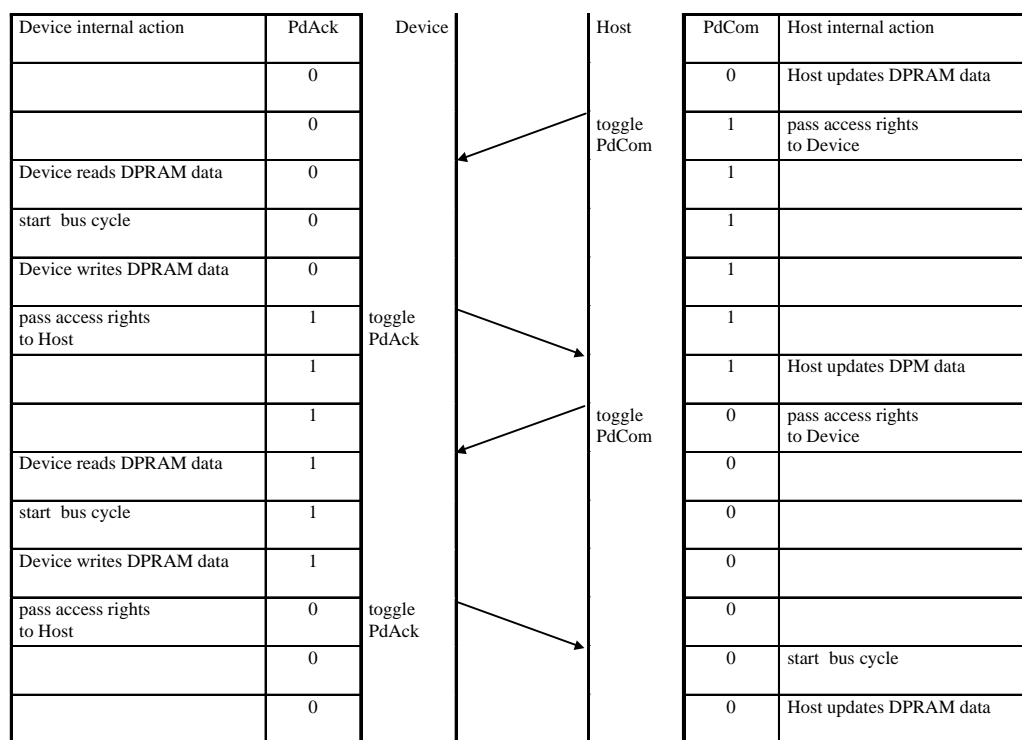 Device internal action PdAck Device Host PdCom Host internal action
0 0 Host updates DPRAM data
0 toggle 1 pass access rights
PdCom to Device
Device reads DPRAM data 0 1
start bus cycle 0 1
Device writes DPRAM data 0 1
pass access rights 1 toggle 1
to Host PdAck
1 1 Host updates DPM data
1 toggle 0 pass access rights
PdCom to Device
Device reads DPRAM data 1 0
start bus cycle 1 0
Device writes DPRAM data 1 0
pass access rights 0 toggle 0
to Host PdAck
0 0 start bus cycle
0 0 Host updates DPRAM data